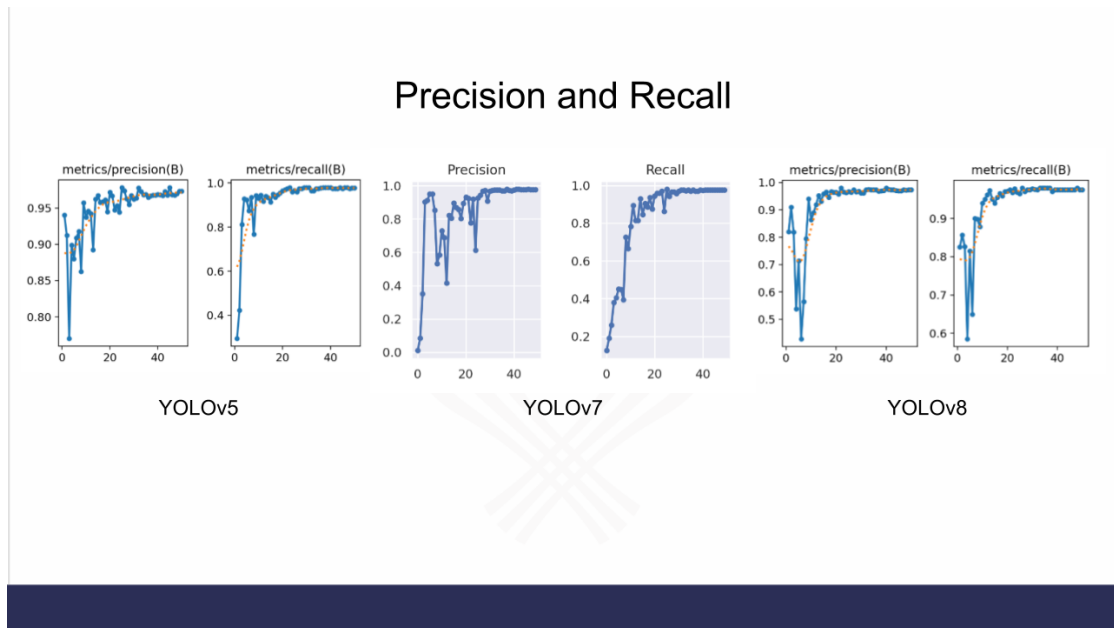 Precision and Recall
metrics/precision(B)
0.95
0.90
0.85
0.80
0 20 40
metrics/recall(B)
1.0
0.8
0.6
0.4
0 20 40
YOLOv5
Precision
1.0
0.8
0.6
0.4
0.2
0.0
0 20 40
Recall
1.0
0.8
0.6
0.4
0.2
0 20 40
YOLOv7
metrics/precision(B)
1.0
0.9
0.8
0.7
0.6
0.5
0 20 40
metrics/recall(B)
0.9
0.8
0.7
0.6
0 20 40
YOLOv8